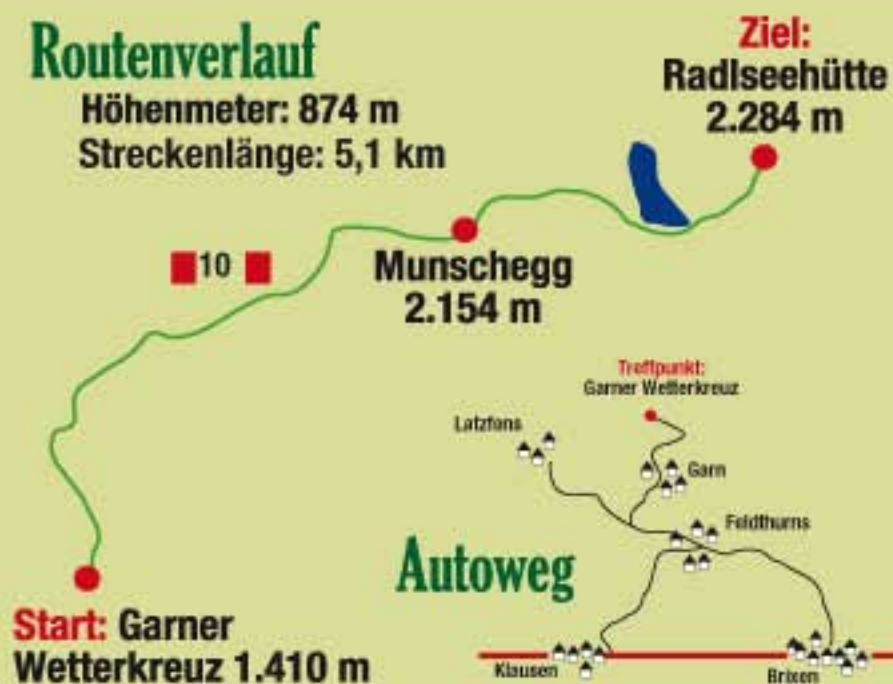 Routenverlauf
Höhenmeter: 874 m
Streckenlänge: 5,1 km
Ziel:
Radlseehütte
2.284 m
10
Munschegg
2.154 m
Start: Garner
Wetterkreuz 1.410 m
Treffpunkt:
Garner Wetterkreuz
Latzfons
Garn
Feldthurns
Autoweg
Klausen
Brixen